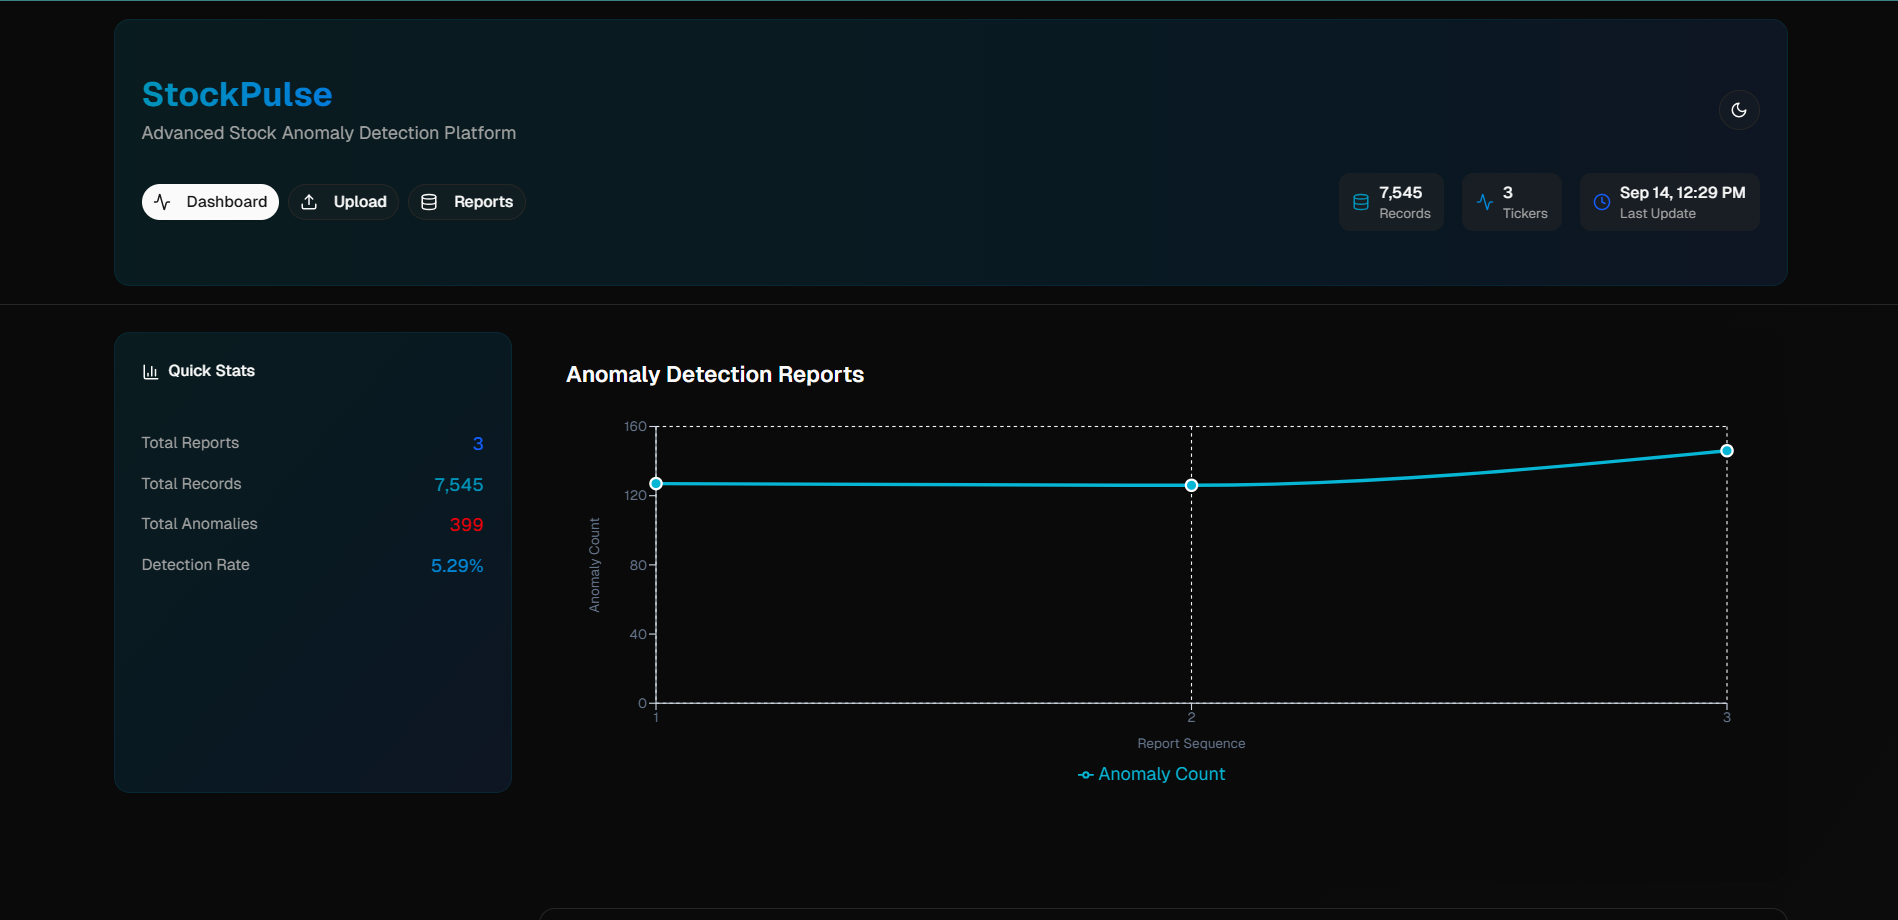 StockPulse
Advanced Stock Anomaly Detection Platform
Dashboard
Upload
Reports
7,545
Records
3
Tickers
Sep 14, 12:29 PM
Last Update
Quick Stats
Total Reports 3
Total Records 7,545
Total Anomalies 399
Detection Rate 5.29%
Anomaly Detection Reports
160
120
80
40
0
Anomaly Count
1 2 3
Report Sequence
Anomaly Count